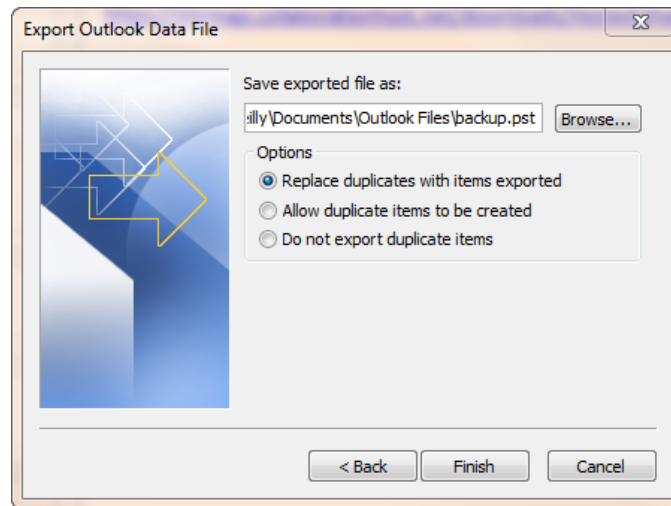 Export Outlook Data File
Save exported file as:
illy\Documents\Outlook Files\backup.pst
Browse...
Options
Replace duplicates with items exported
Allow duplicate items to be created
Do not export duplicate items
< Back
Finish
Cancel